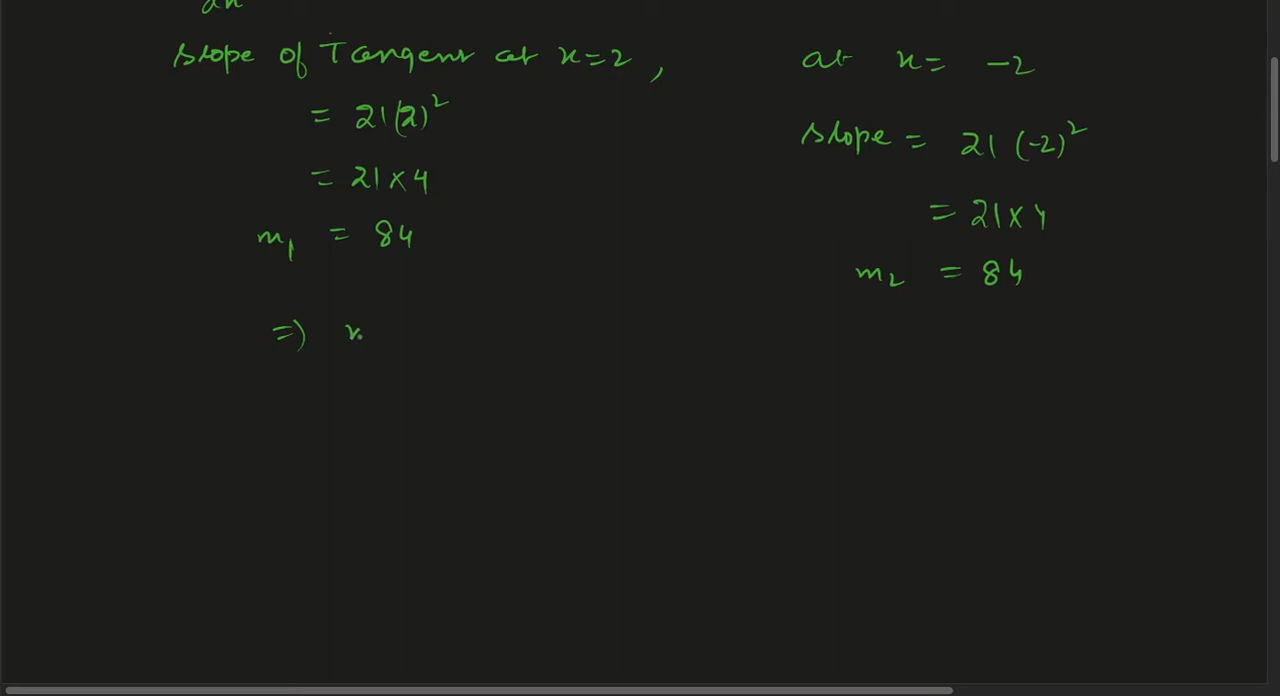 dx
Slope of Tangent at x=2,
= 21(2)²
= 21×4
m₁ = 84
⇒ x
at x= -2
Slope = 21 (-2)²
= 21×4
m₂ = 84